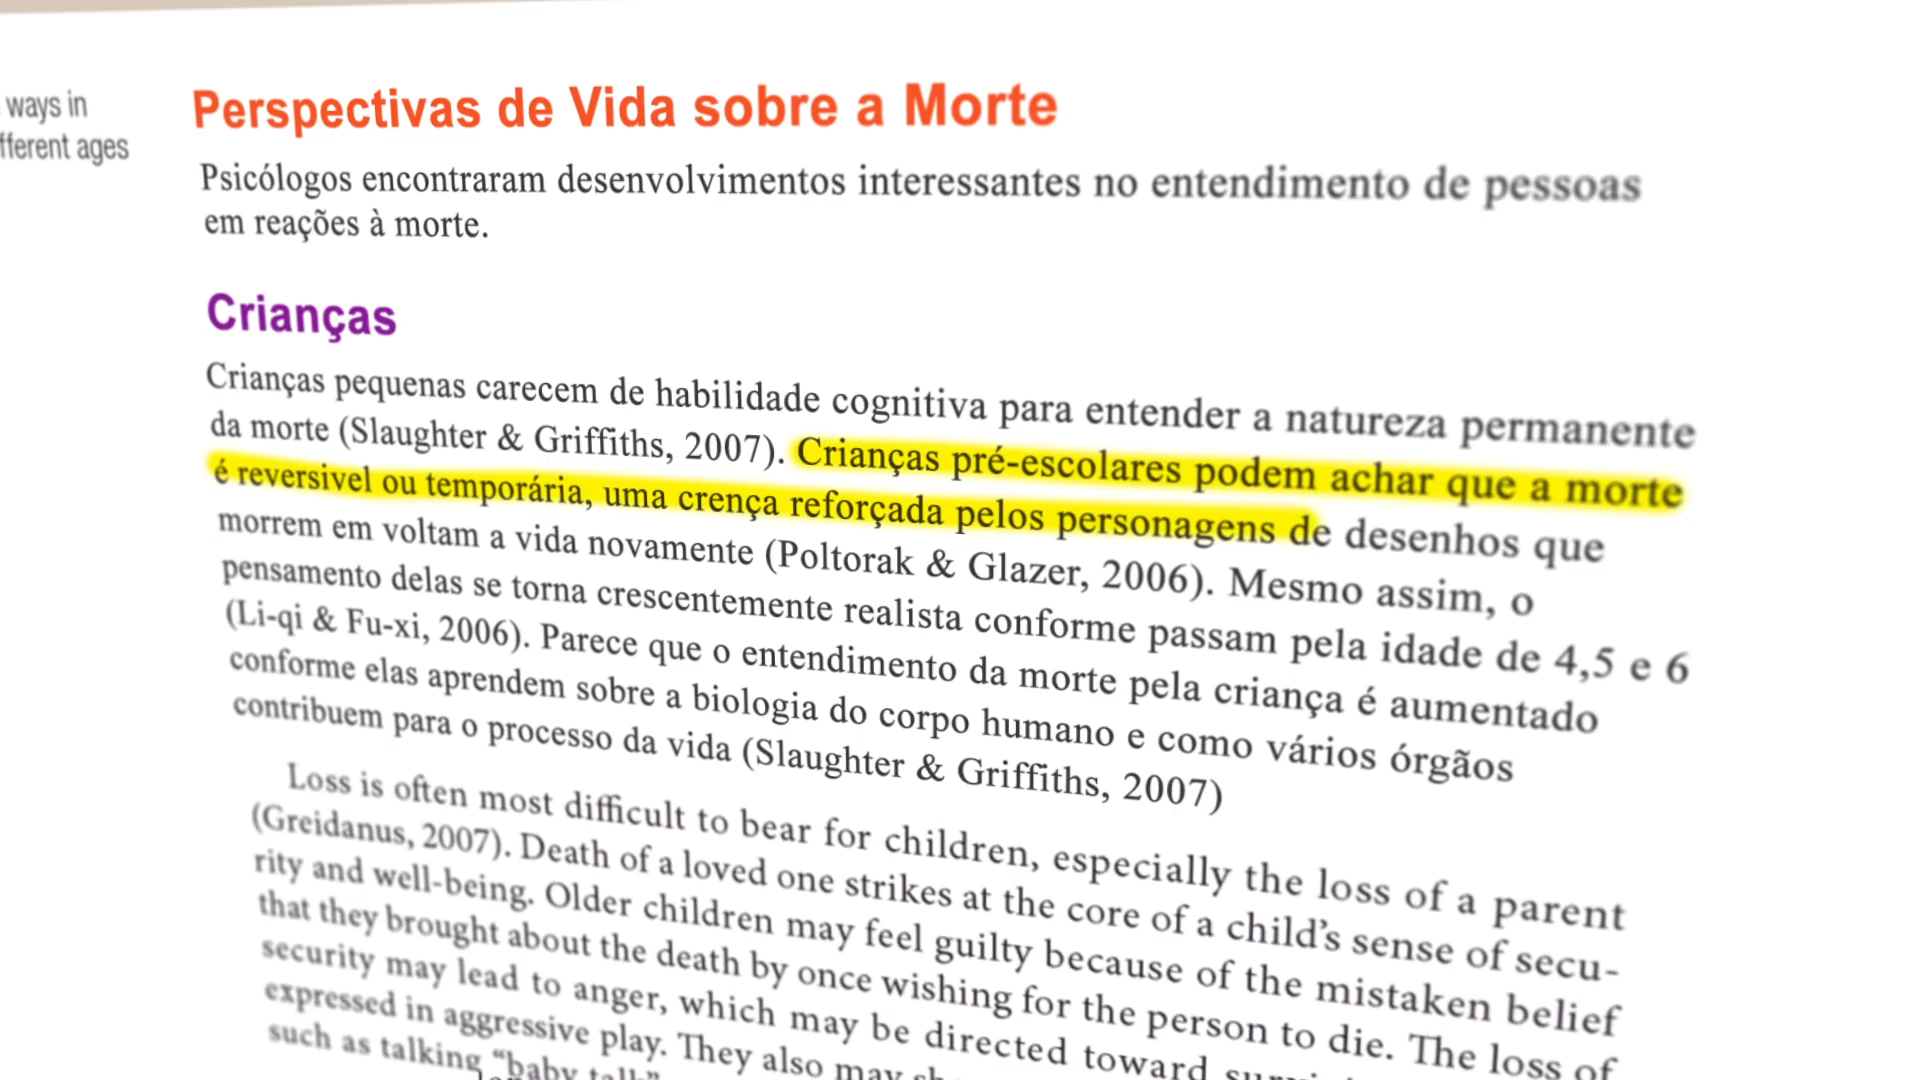 ways in
fferent ages
Perspectivas de Vida sobre a Morte
Psicólogos encontraram desenvolvimentos interessantes no entendimento de pessoas
em reações à morte.
Crianças
Crianças pequenas carecem de habilidade cognitiva para entender a natureza permanente
da morte (Slaughter & Griffiths, 2007). Crianças pré-escolares podem achar que a morte
é reversivel ou temporária, uma crença reforçada pelos personagens de desenhos que
morrem em voltam a vida novamente (Poltorak & Glazer, 2006). Mesmo assim, o
pensamento delas se torna crescentemente realista conforme passam pela idade de 4,5 e 6
(Li-qi & Fu-xi, 2006). Parece que o entendimento da morte pela criança é aumentado
conforme elas aprendem sobre a biologia do corpo humano e como vários órgãos
contribuem para o processo da vida (Slaughter & Griffiths, 2007)
Loss is often most difficult to bear for children, especially the loss of a parent
(Greidanus, 2007). Death of a loved one strikes at the core of a child's sense of secu-
rity and well-being. Older children may feel guilty because of the mistaken belief
that they brought about the death by once wishing for the person to die. The loss of
security may lead to anger, which may be directed toward
expressed in aggressive play. They also may
such as talking "baby talk"